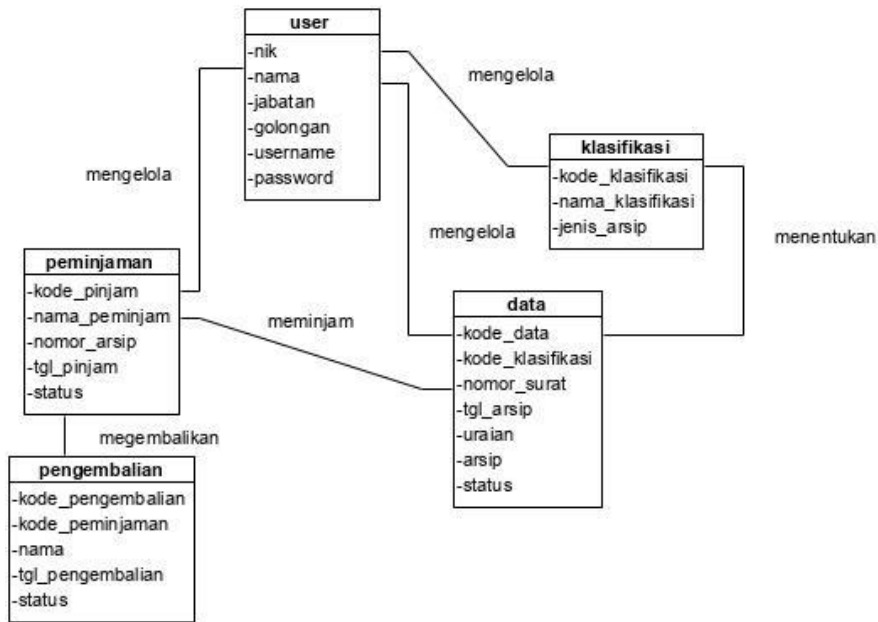 user
-nik
-nama
-jabatan
-golongan
-username
-password
mengelola
klasifikasi
-kode_klasifikasi
-nama_klasifikasi
-jenis_arsip
mengelola
mengelola
menentukan
peminjaman
-kode_pinjam
-nama_peminjam
-nomor_arsip
-tgl_pinjam
-status
meminjam
data
-kode_data
-kode_klasifikasi
-nomor_surat
-tgl_arsip
-uraian
-arsip
-status
megembalikan
pengembalian
-kode_pengembalian
-kode_peminjaman
-nama
-tgl_pengembalian
-status